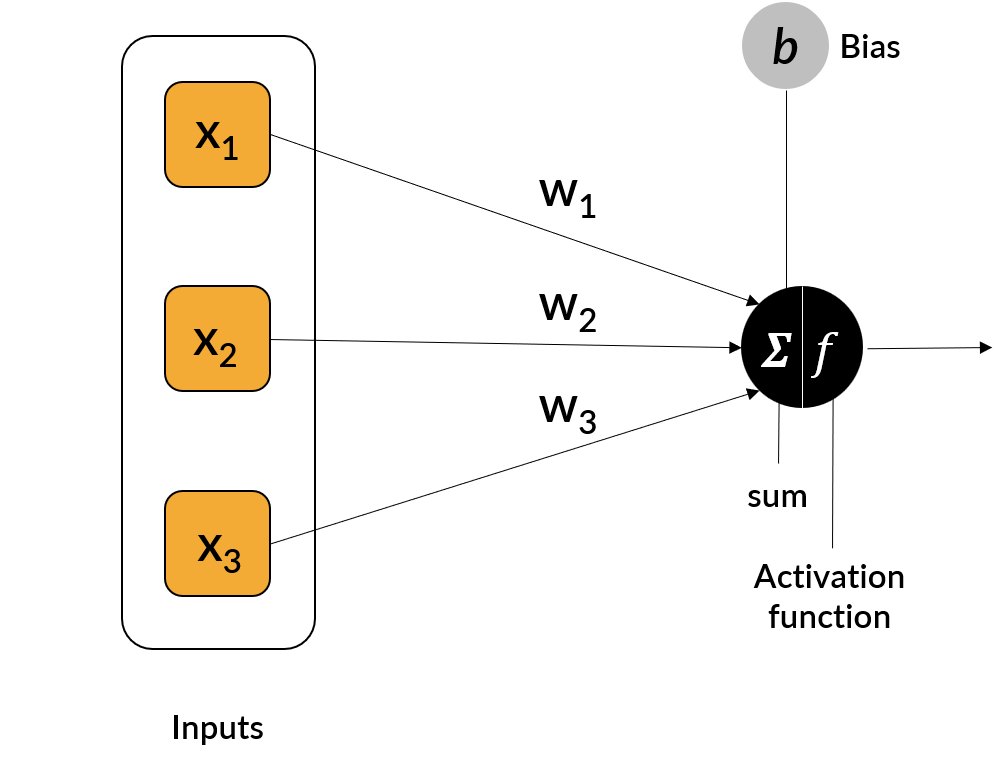 b Bias
x1
w1
w2
x2
Σ f
w3
sum
x3
Activation
function
Inputs